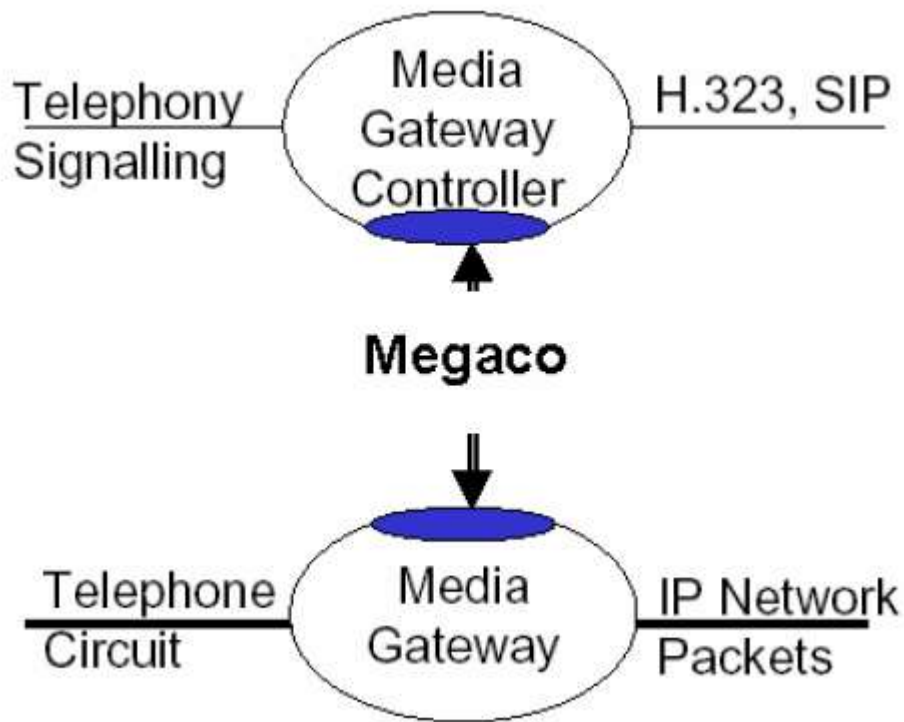 Telephony
Signalling
Media
Gateway
Controller
H.323, SIP
Megaco
Telephone
Circuit
Media
Gateway
IP Network
Packets